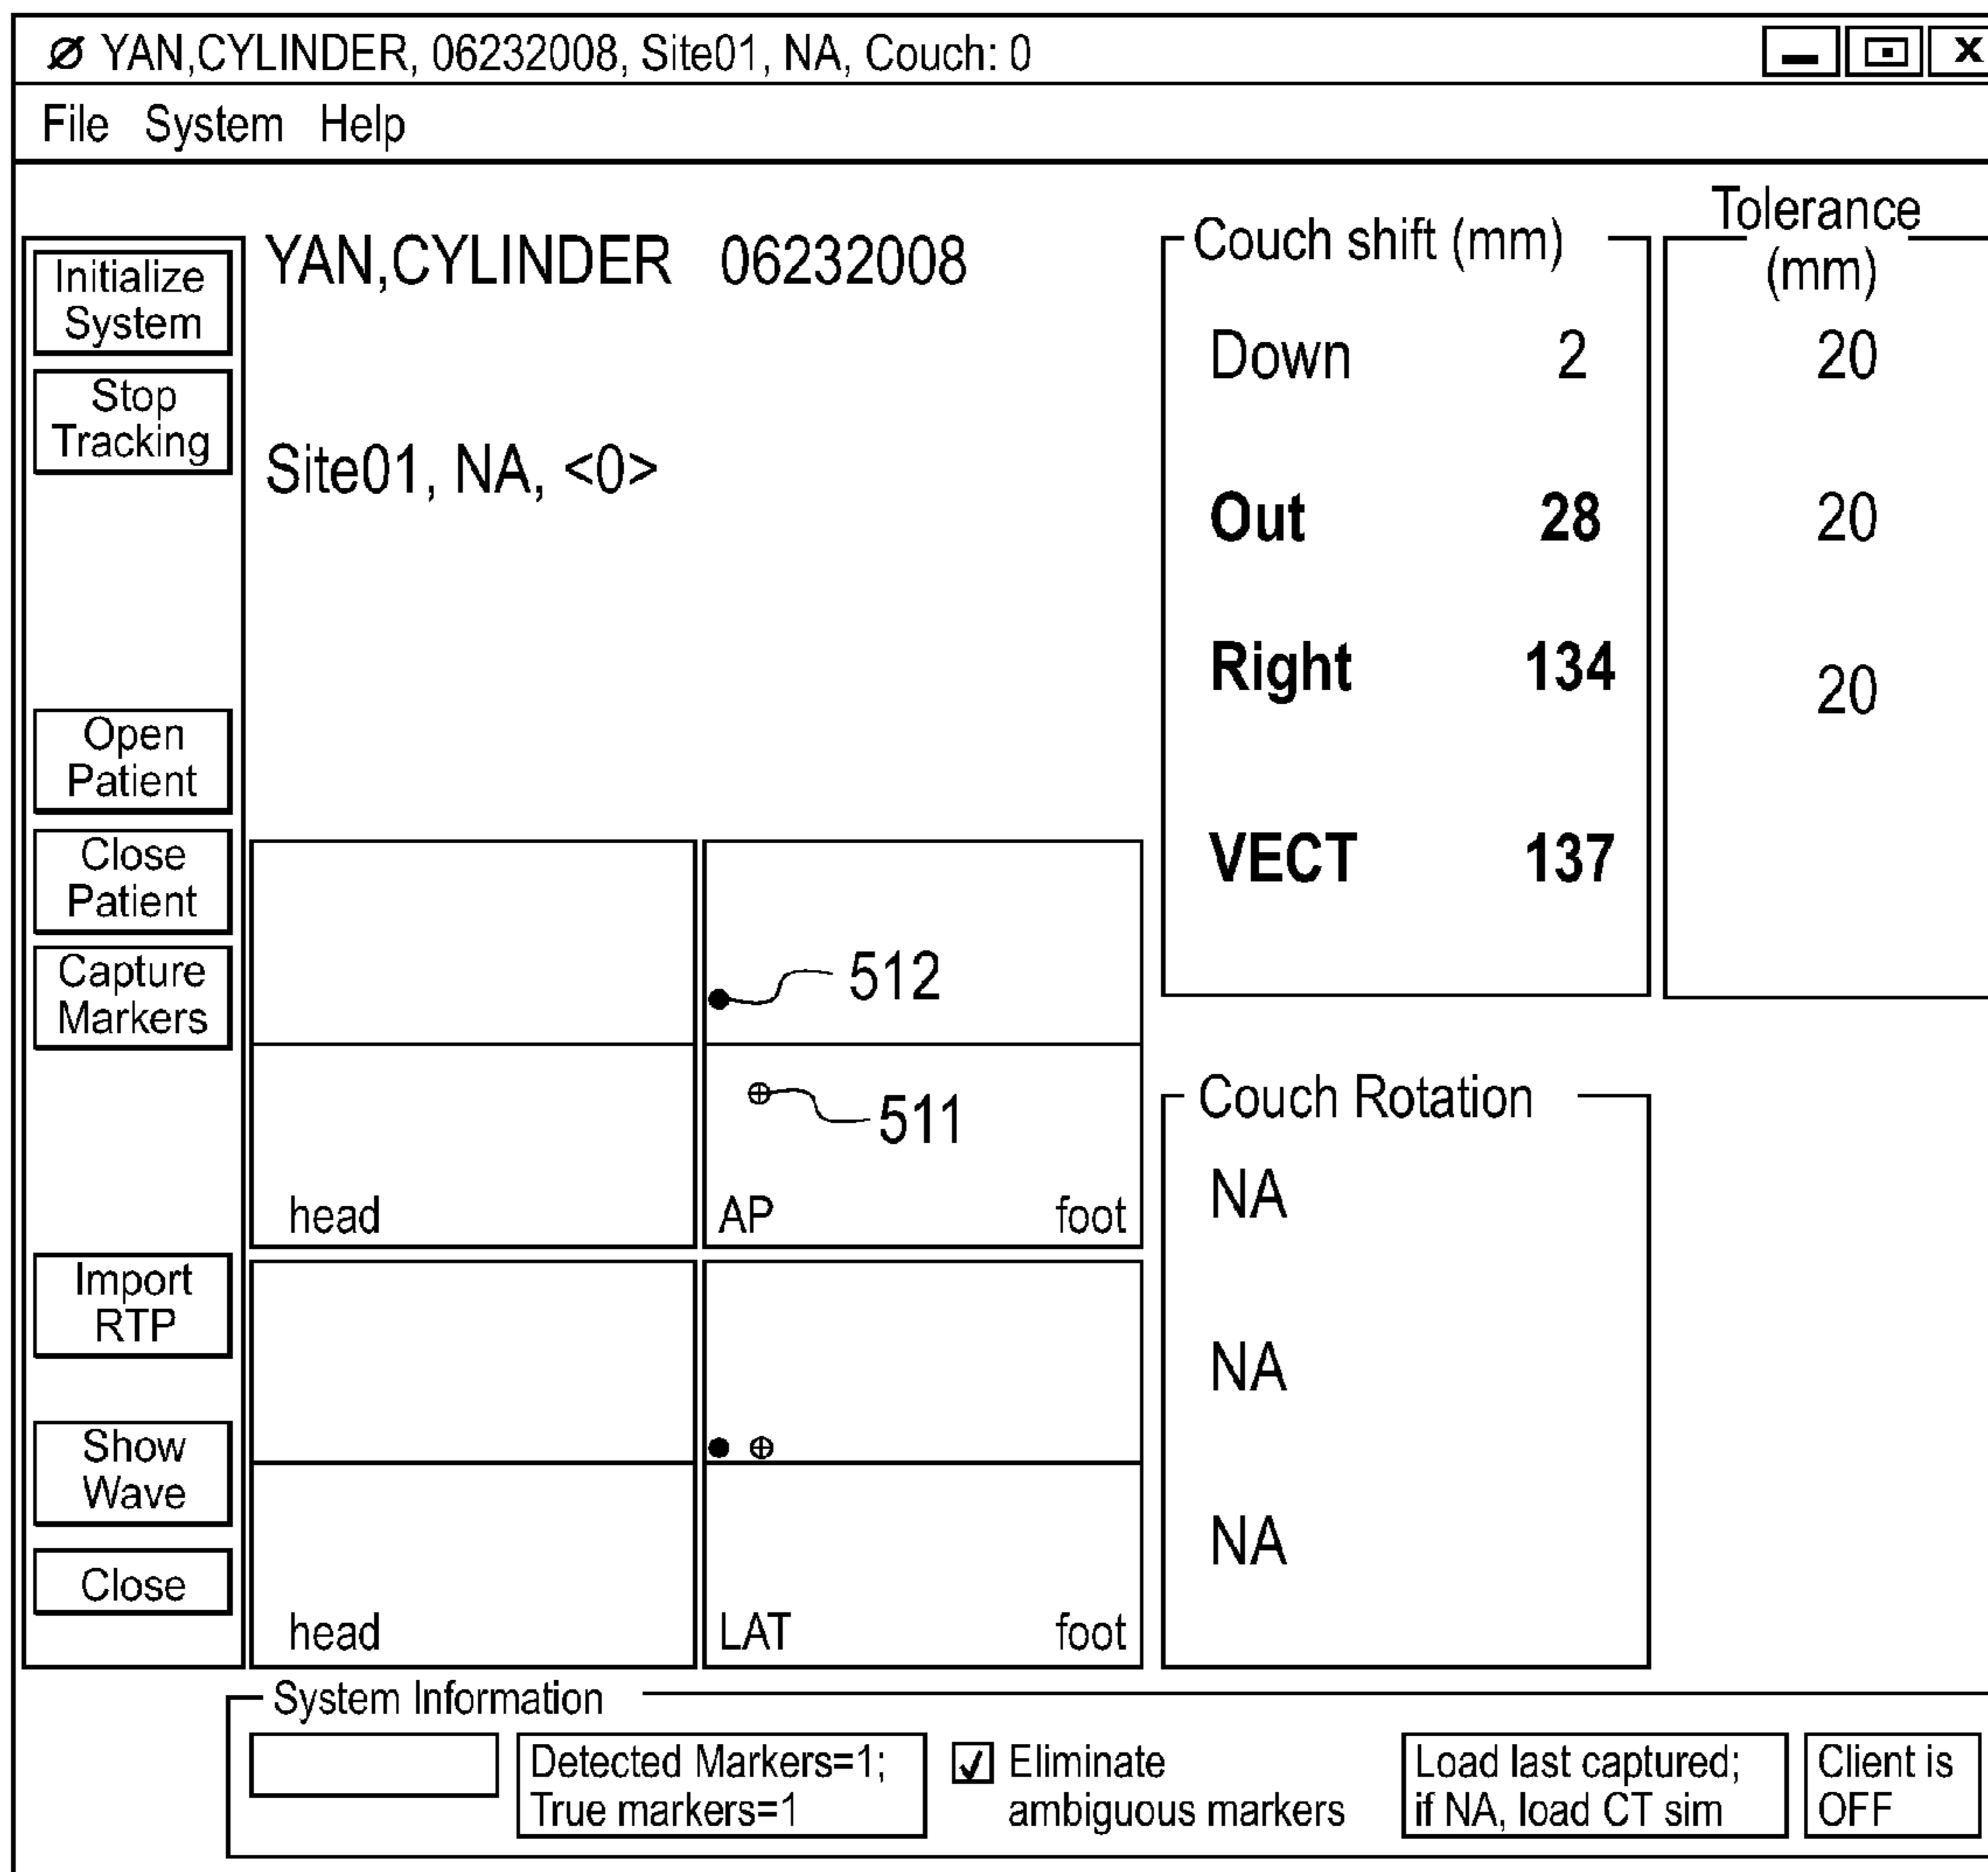 Ø YAN,CYLINDER, 06232008, Site01, NA, Couch: 0
X
File System Help
Initialize
System
Stop
Tracking
Open
Patient
Close
Patient
Capture
Markers
Import
RTP
Show
Wave
Close
YAN,CYLINDER 06232008
Site01, NA, <0>
Couch shift (mm)
Down 2
Out 28
Right 134
VECT 137
Tolerance
(mm)
20
20
20
512
511
head
AP foot
head
LAT foot
Couch Rotation
NA
NA
NA
System Information
Detected Markers=1;
True markers=1
Eliminate
ambiguous markers
Load last captured;
if NA, load CT sim
Client is
OFF